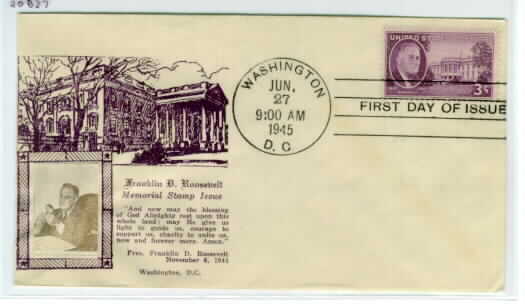 20827
UNITED STA
3¢
WASHINGTON
JUN.
27
9:00 AM
1945
D. C.
FIRST DAY OF ISSUE
Franklin D. Roosevelt
Memorial Stamp Issue
"And now may the blessing
of God Almighty rest upon this
whole land; may He give us
light to guide us, courage to
support us, charity to unite us,
now and forever more. Amen."
Pres. Franklin D. Roosevelt
November 6, 1941
Washington, D.C.